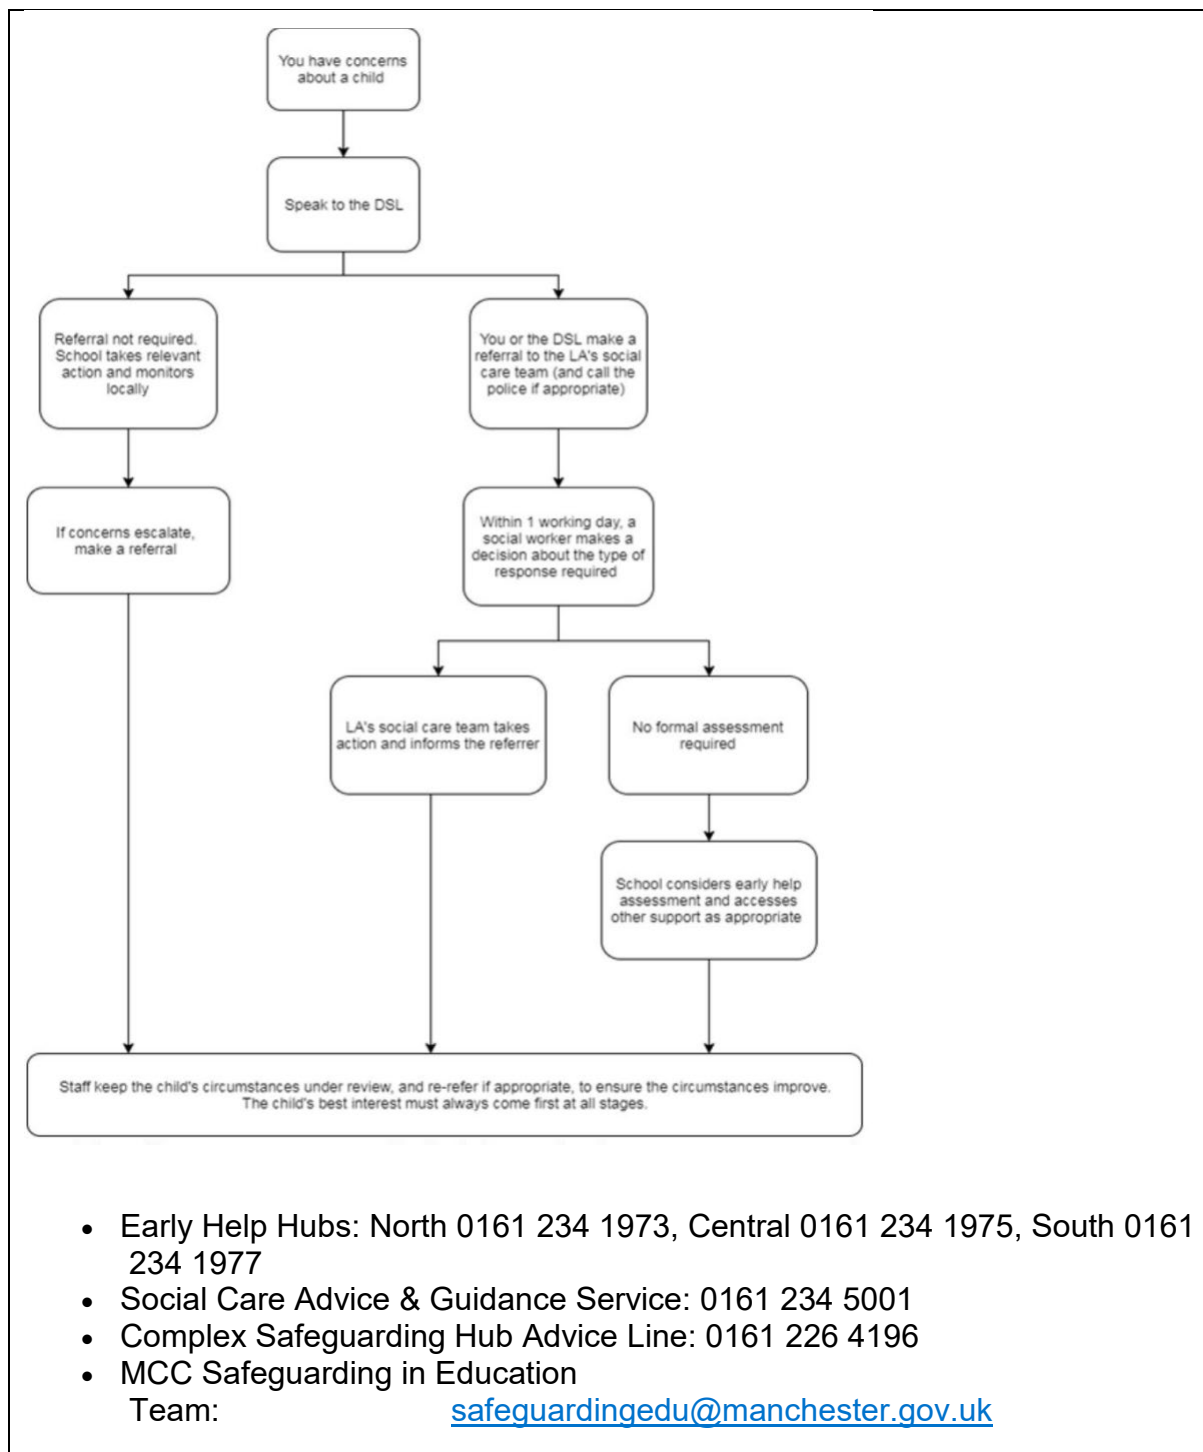 You have concerns
about a child
Speak to the DSL
Referral not required.
School takes relevant
action and monitors
locally
You or the DSL make a
referral to the LA's social
care team (and call the
police if appropriate)
If concerns escalate,
make a referral
Within 1 working day, a
social worker makes a
decision about the type of
response required
LA's social care team takes
action and informs the referrer
No formal assessment
required
School considers early help
assessment and accesses
other support as appropriate
Staff keep the child's circumstances under review, and re-refer if appropriate, to ensure the circumstances improve.
The child's best interest must always come first at all stages.
• Early Help Hubs: North 0161 234 1973, Central 0161 234 1975, South 0161
234 1977
• Social Care Advice & Guidance Service: 0161 234 5001
• Complex Safeguarding Hub Advice Line: 0161 226 4196
• MCC Safeguarding in Education
Team: safeguardingedu@manchester.gov.uk